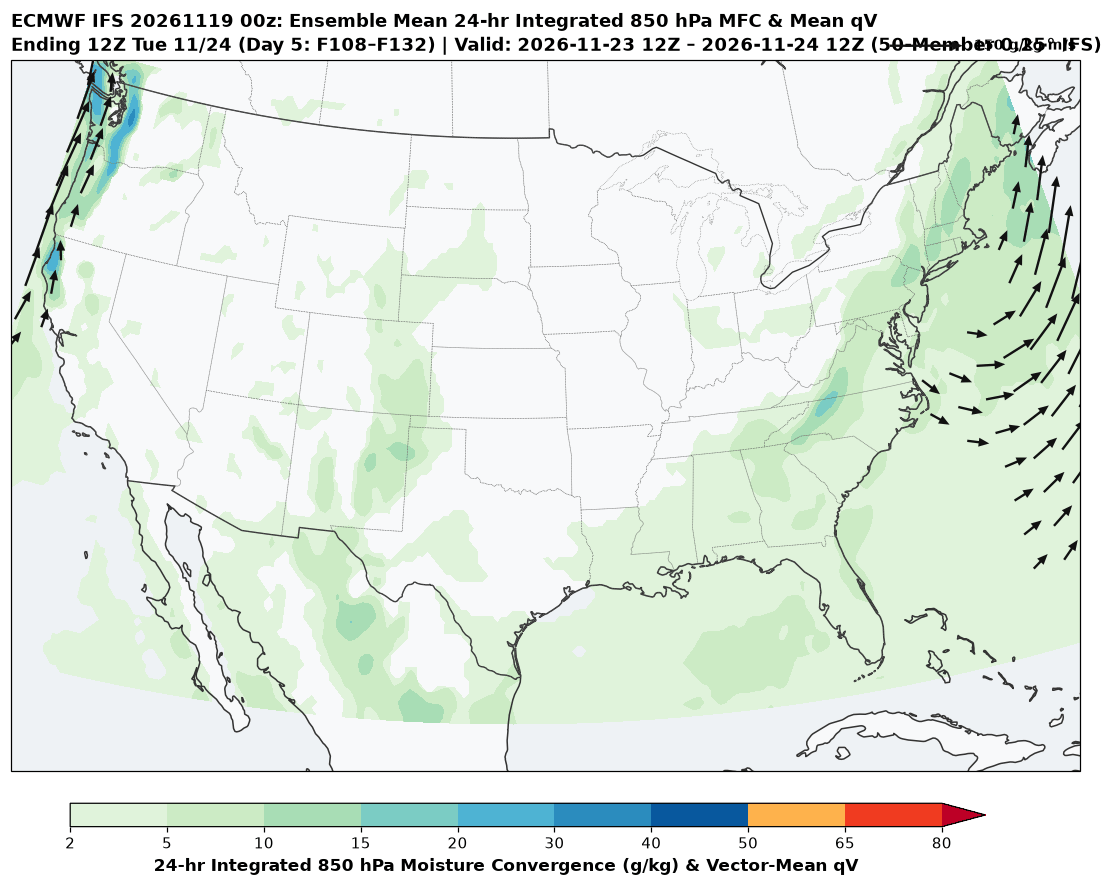 ECMWF IFS 20261119 00z: Ensemble Mean 24-hr Integrated 850 hPa MFC & Mean qV
Ending 12Z Tue 11/24 (Day 5: F108–F132) | Valid: 2026-11-23 12Z – 2026-11-24 12Z (50-Member 0.25° IFS)
150 g/kg·m/s
2 5 10 15 20 30 40 50 65 80
24-hr Integrated 850 hPa Moisture Convergence (g/kg) & Vector-Mean qV